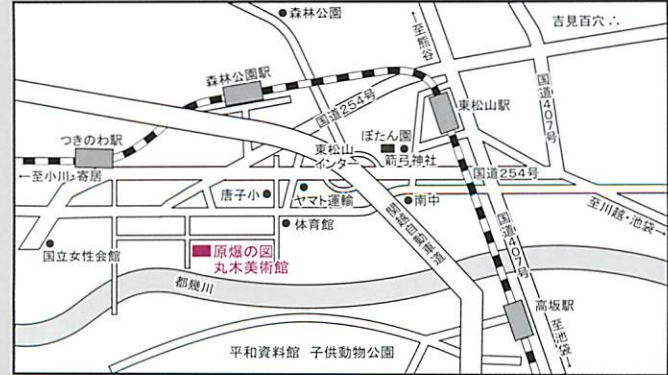 森林公園
←至熊谷
吉見百穴
森林公園駅
国道254号
国道407号
東松山駅
つきのわ駅
東松山
インター
ぼたん園
箭弓神社
←至小川・寄居
国道254号
唐子小
ヤマト運輸
南中
至川越・池袋→
体育館
関越自動車道
国立女性会館
原爆の図
丸木美術館
国道407号
都幾川
高坂駅
至池袋→
平和資料館 子供動物公園